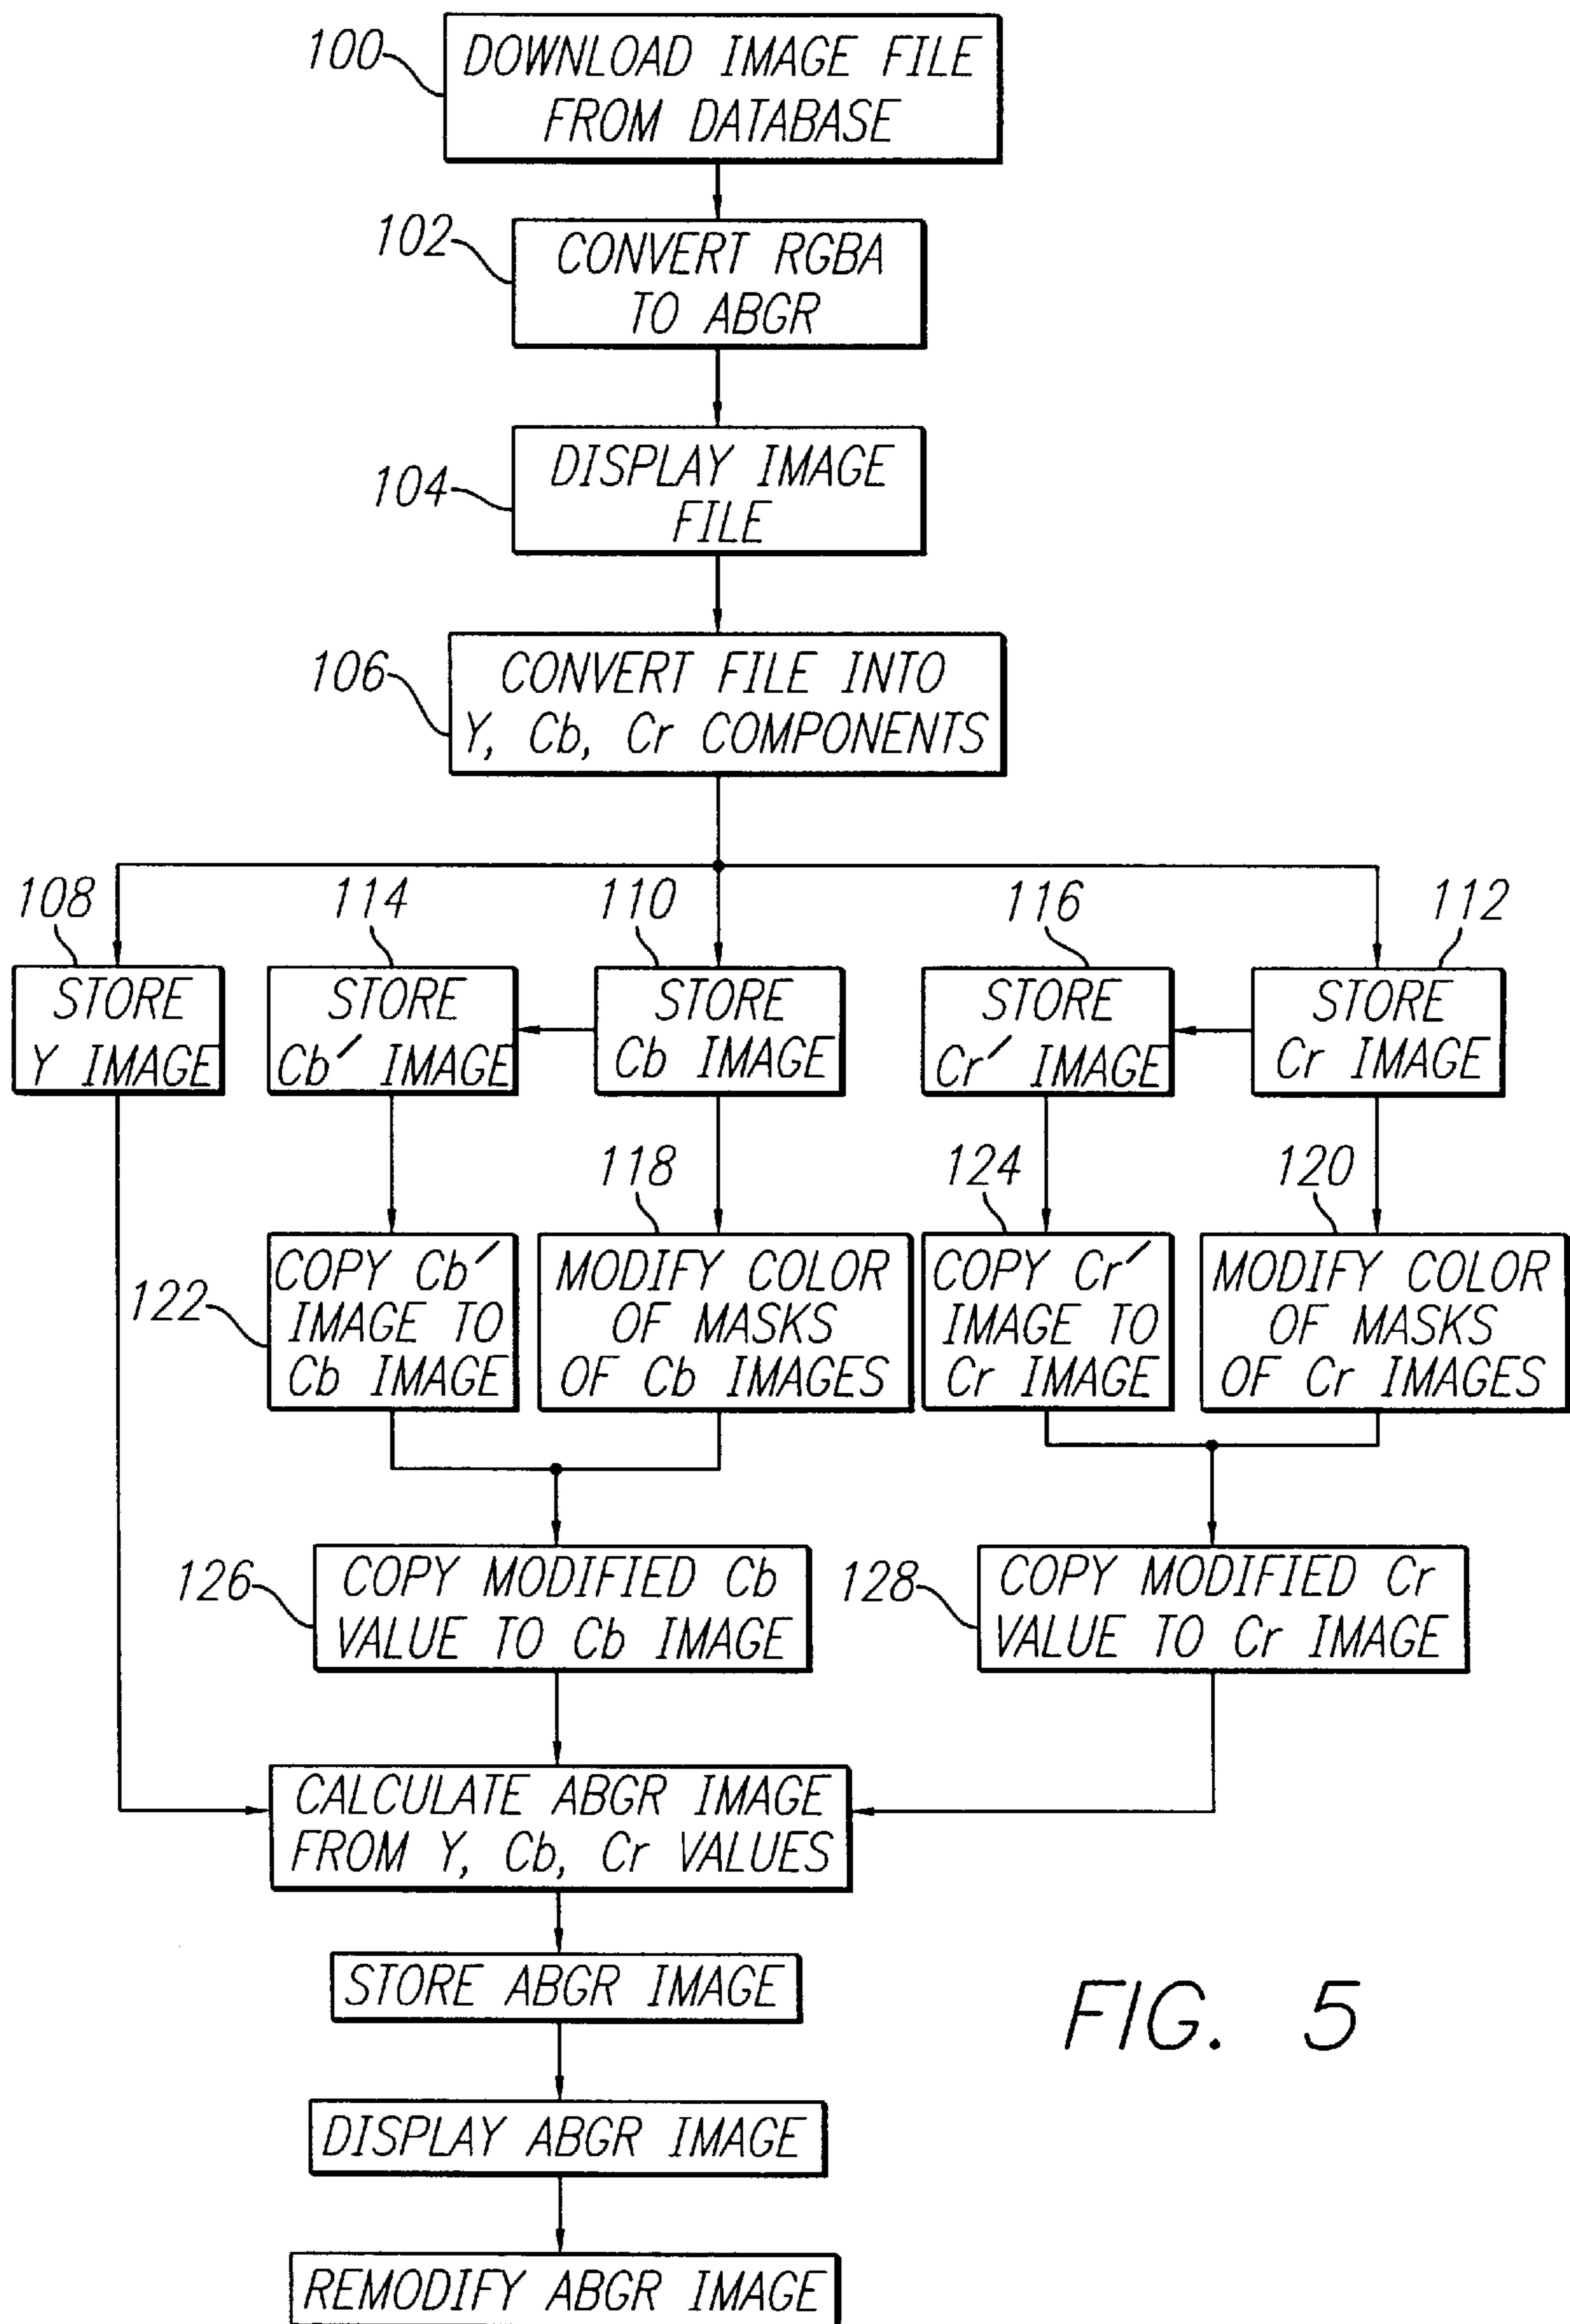 100
DOWNLOAD IMAGE FILE
FROM DATABASE
102
CONVERT RGBA
TO ABGR
104
DISPLAY IMAGE
FILE
106
CONVERT FILE INTO
Y, Cb, Cr COMPONENTS
108
STORE
Y IMAGE
114
STORE
Cb′ IMAGE
110
STORE
Cb IMAGE
116
STORE
Cr′ IMAGE
112
STORE
Cr IMAGE
122
COPY Cb′
IMAGE TO
Cb IMAGE
118
MODIFY COLOR
OF MASKS
OF Cb IMAGES
124
COPY Cr′
IMAGE TO
Cr IMAGE
120
MODIFY COLOR
OF MASKS
OF Cr IMAGES
126
COPY MODIFIED Cb
VALUE TO Cb IMAGE
128
COPY MODIFIED Cr
VALUE TO Cr IMAGE
CALCULATE ABGR IMAGE
FROM Y, Cb, Cr VALUES
STORE ABGR IMAGE
DISPLAY ABGR IMAGE
REMODIFY ABGR IMAGE
FIG. 5